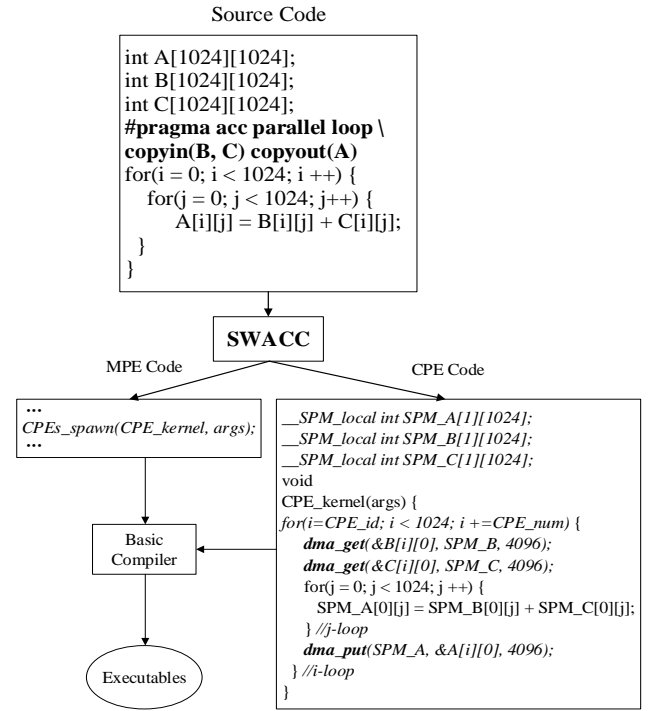 Source Code
int A[1024][1024];
int B[1024][1024];
int C[1024][1024];
#pragma acc parallel loop \
copyin(B, C) copyout(A)
for(i = 0; i < 1024; i ++) {
for(j = 0; j < 1024; j++) {
A[i][j] = B[i][j] + C[i][j];
}
}
SWACC
MPE Code
CPE Code
...
CPEs_spawn(CPE_kernel, args);
...
__SPM_local int SPM_A[1][1024];
__SPM_local int SPM_B[1][1024];
__SPM_local int SPM_C[1][1024];
void
CPE_kernel(args) {
for(i=CPE_id; i < 1024; i +=CPE_num) {
dma_get(&B[i][0], SPM_B, 4096);
dma_get(&C[i][0], SPM_C, 4096);
for(j = 0; j < 1024; j ++) {
SPM_A[0][j] = SPM_B[0][j] + SPM_C[0][j];
} //j-loop
dma_put(SPM_A, &A[i][0], 4096);
} //i-loop
}
Basic
Compiler
Executables